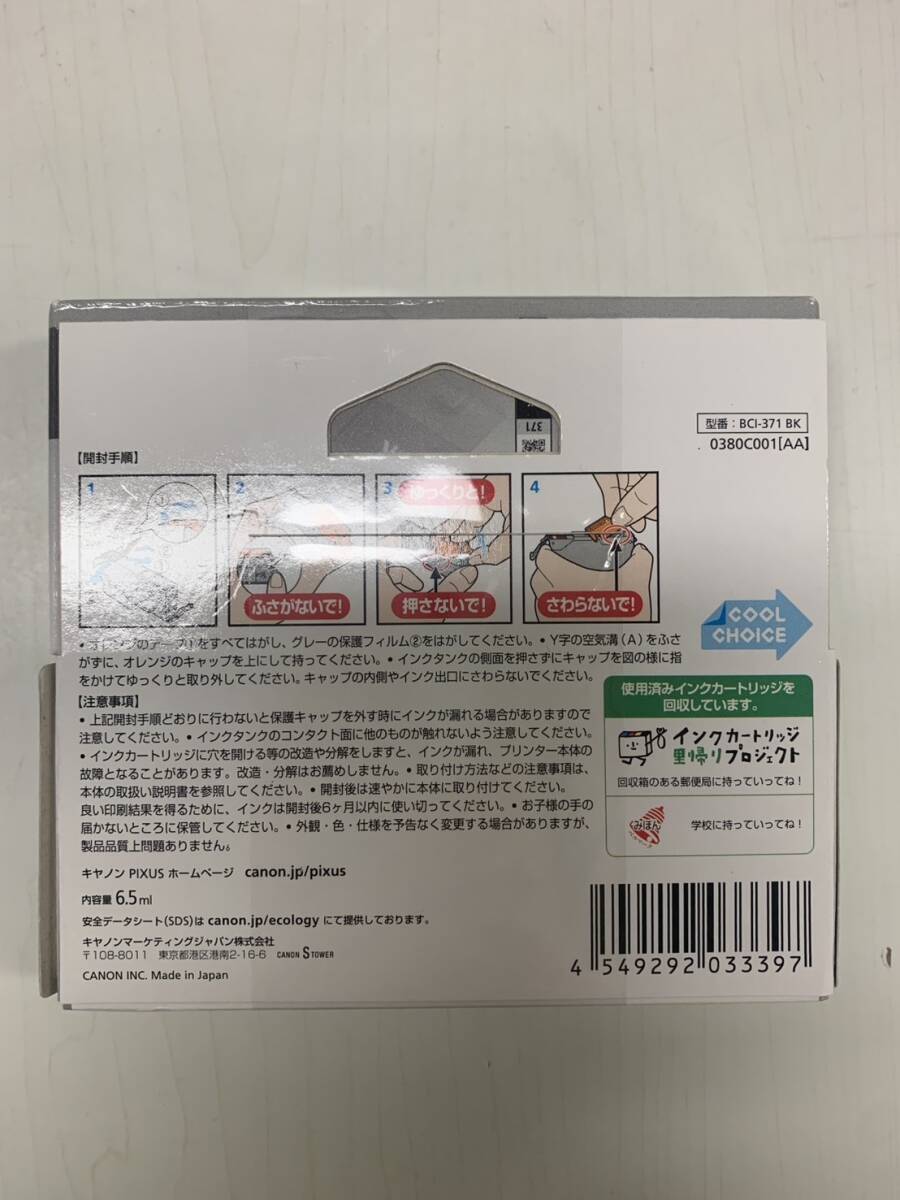 371
型番：BCI-371 BK
0380C001[AA]
【開封手順】
1
2
3
4
ゆっくりと！
ふさがないで！
押さないで！
さわらないで！
COOL
CHOICE
• オレンジのテープ①をすべてはがし、グレーの保護フィルム②をはがしてください。• Y字の空気溝（A）をふさ
がずに、オレンジのキャップを上にして持ってください。• インクタンクの側面を押さずにキャップを図の様に指
をかけてゆっくりと取り外してください。キャップの内側やインク出口にさわらないでください。
【注意事項】
• 上記開封手順どおりに行わないと保護キャップを外す時にインクが漏れる場合がありますので
注意してください。• インクタンクのコンタクト面に他のものが触れないよう注意してください。
• インクカートリッジに穴を開ける等の改造や分解をしますと、インクが漏れ、プリンター本体の
故障となることがあります。改造・分解はお薦めしません。• 取り付け方法などの注意事項は、
本体の取扱い説明書を参照してください。• 開封後は速やかに本体に取り付けてください。
良い印刷結果を得るために、インクは開封後6ヶ月以内に使い切ってください。• お子様の手の
届かないところに保管してください。• 外観・色・仕様を予告なく変更する場合がありますが、
製品品質上問題ありません。
キヤノン PIXUS ホームページ canon.jp/pixus
内容量 6.5ml
安全データシート(SDS)は canon.jp/ecology にて提供しております。
キヤノンマーケティングジャパン株式会社
〒108-8011 東京都港区港南2-16-6 CANON S TOWER
CANON INC. Made in Japan
使用済みインクカートリッジを
回収しています。
インクカートリッジ
里帰りプロジェクト
回収箱のある郵便局に持っていってね！
学校に持っていってね！
4 549292 033397